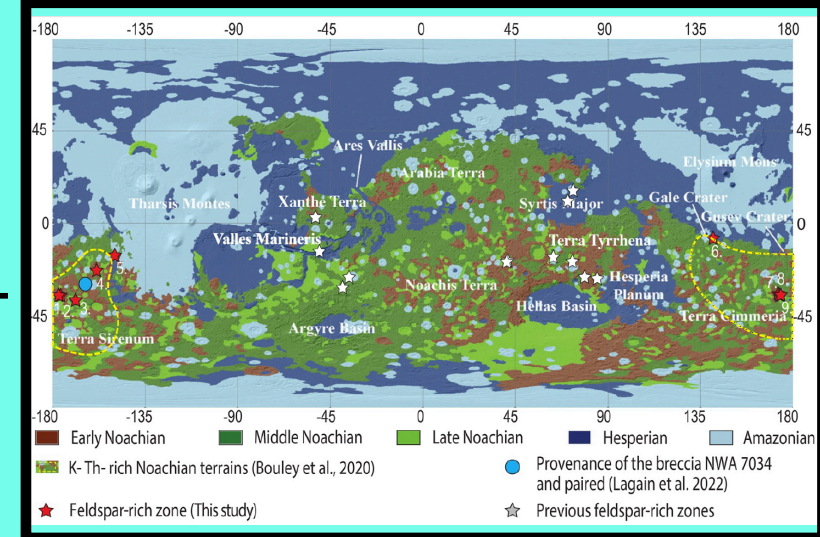 -180 -135 -90 -45 0 45 90 135 180
45 45
Ares Vallis
Arabia Terra
Elysium Mons
Tharsis Montes
Xanthe Terra
Syrtis Major
Gale Crater
Gusev Crater
0 0
Valles Marineris
Terra Tyrrhena
6
5
4
Noachis Terra
Hesperia
Planum
7 8
2 3
9
Hellas Basin
-45 -45
Terra Cimmeria
Argyre Basin
Terra Sirenum
-180 -135 -90 -45 0 45 90 135 180
Early Noachian Middle Noachian Late Noachian Hesperian Amazonian
K- Th- rich Noachian terrains (Bouley et al., 2020)
Provenance of the breccia NWA 7034
and paired (Lagain et al. 2022)
Feldspar-rich zone (This study)
Previous feldspar-rich zones